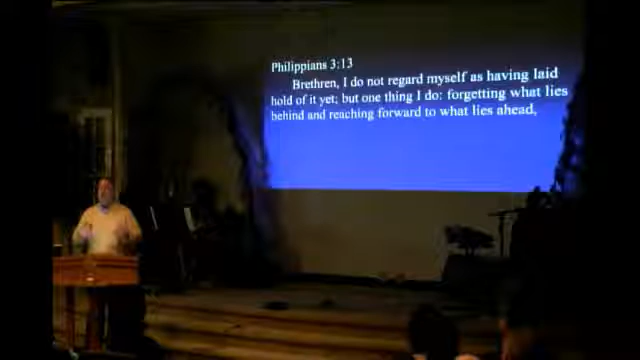 Philippians 3:13
Brethren, I do not regard myself as having laid
hold of it yet; but one thing I do: forgetting what lies
behind and reaching forward to what lies ahead,